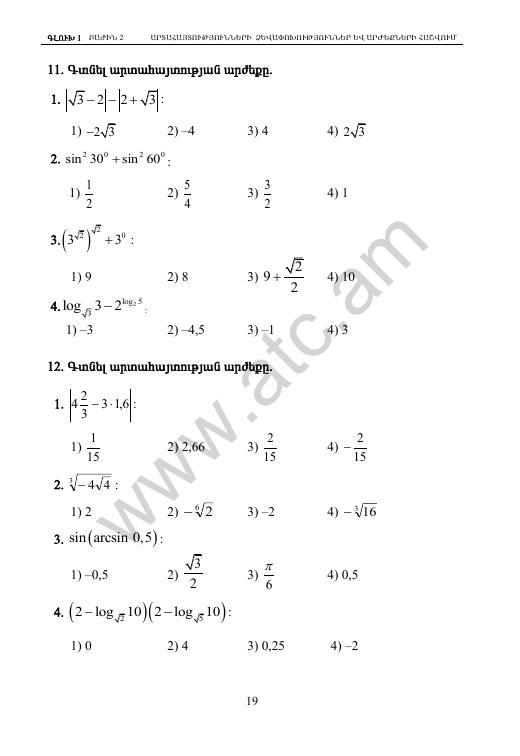 ԳԼՈՒԽ 1 ԲԱԺԻՆ 2 ԱՐՏԱՀԱՅՏՈՒԹՅՈՒՆՆԵՐԻ ՁԵՎԱՓՈԽՈՒԹՅՈՒՆՆԵՐ ԵՎ ԱՐԺԵՔՆԵՐԻ ՀԱՇՎՈՒՄ
11. Գտնել արտահայտության արժեքը.
1. |√3 − 2| − |2 + √3| :
1) −2√3 2) –4 3) 4 4) 2√3
2. sin² 30⁰ + sin² 60⁰ :
1) 1/2 2) 5/4 3) 3/2 4) 1
3. (3^√2)^√2 + 3⁰ :
1) 9 2) 8 3) 9 + √2/2 4) 10
4. log_√3 3 − 2^(log₂ 5) :
1) –3 2) –4,5 3) –1 4) 3
12. Գտնել արտահայտության արժեքը.
1. |4 2/3 − 3·1,6| :
1) 1/15 2) 2,66 3) 2/15 4) − 2/15
2. ∛(−4√4) :
1) 2 2) −⁶√2 3) –2 4) −∛16
3. sin(arcsin 0,5) :
1) –0,5 2) √3/2 3) π/6 4) 0,5
4. (2 − log_√2 10)(2 − log_√5 10) :
1) 0 2) 4 3) 0,25 4) –2
19
www.atc.am